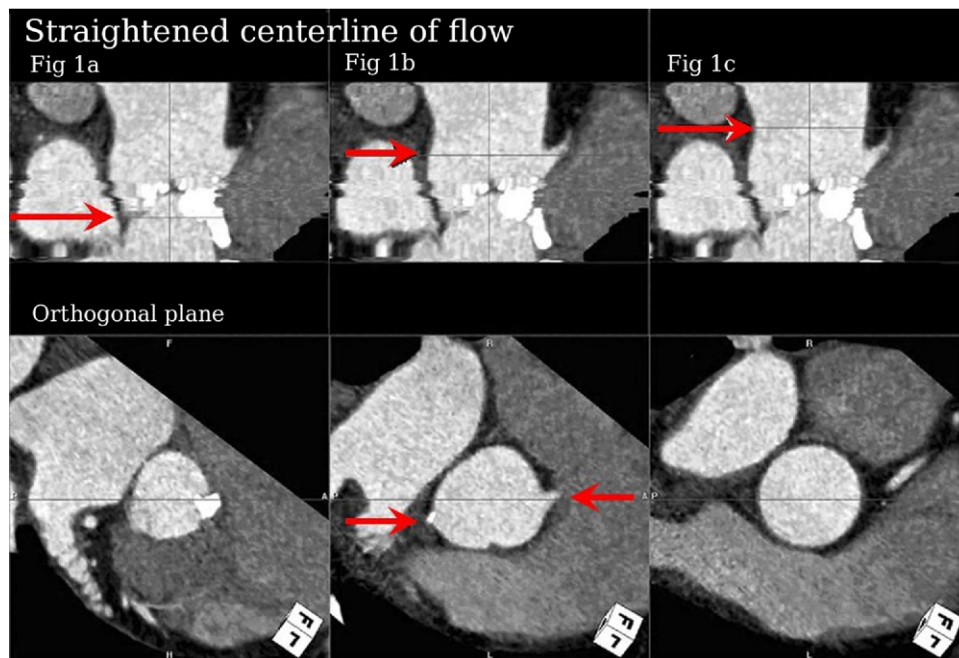 Straightened centerline of flow
Fig 1a
Fig 1b
Fig 1c
Orthogonal plane
F
R
R
P
A
P
A
P
H
L
L
F
F
F